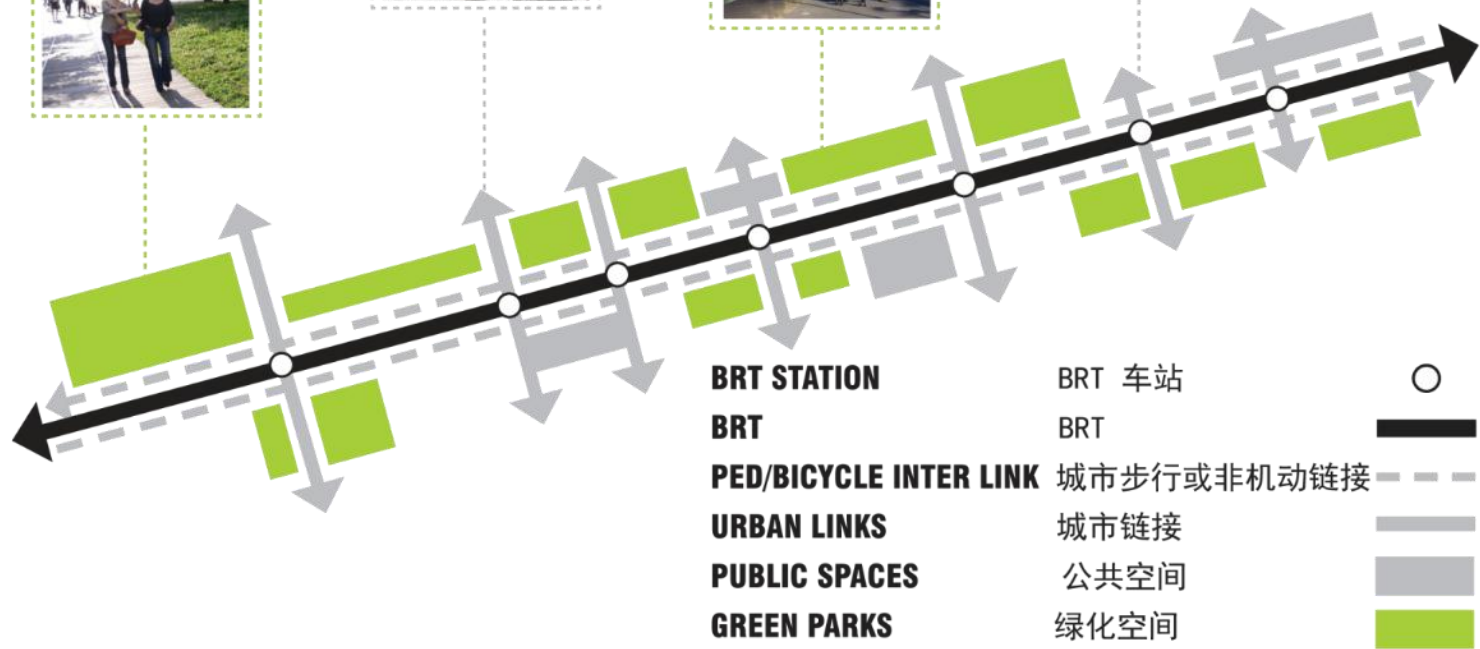 BRT STATION BRT 车站
BRT BRT
PED/BICYCLE INTER LINK 城市步行或非机动链接
URBAN LINKS 城市链接
PUBLIC SPACES 公共空间
GREEN PARKS 绿化空间